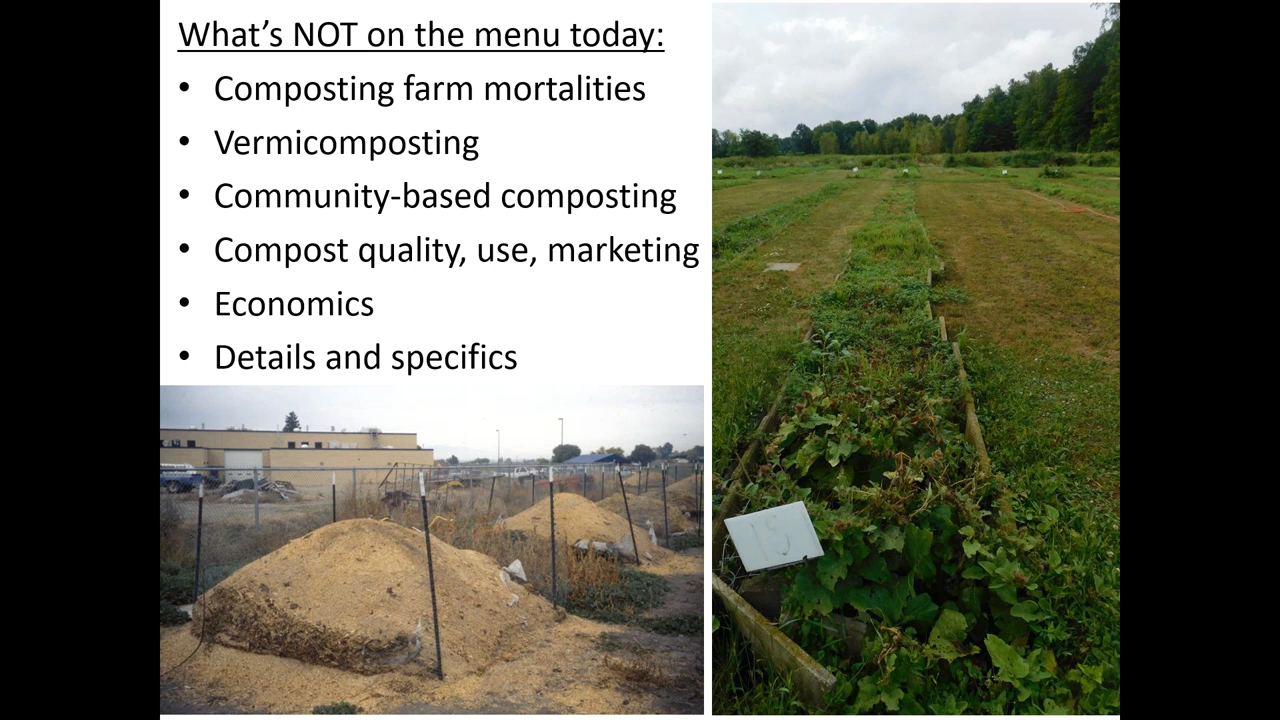 What's NOT on the menu today:
• Composting farm mortalities
• Vermicomposting
• Community-based composting
• Compost quality, use, marketing
• Economics
• Details and specifics